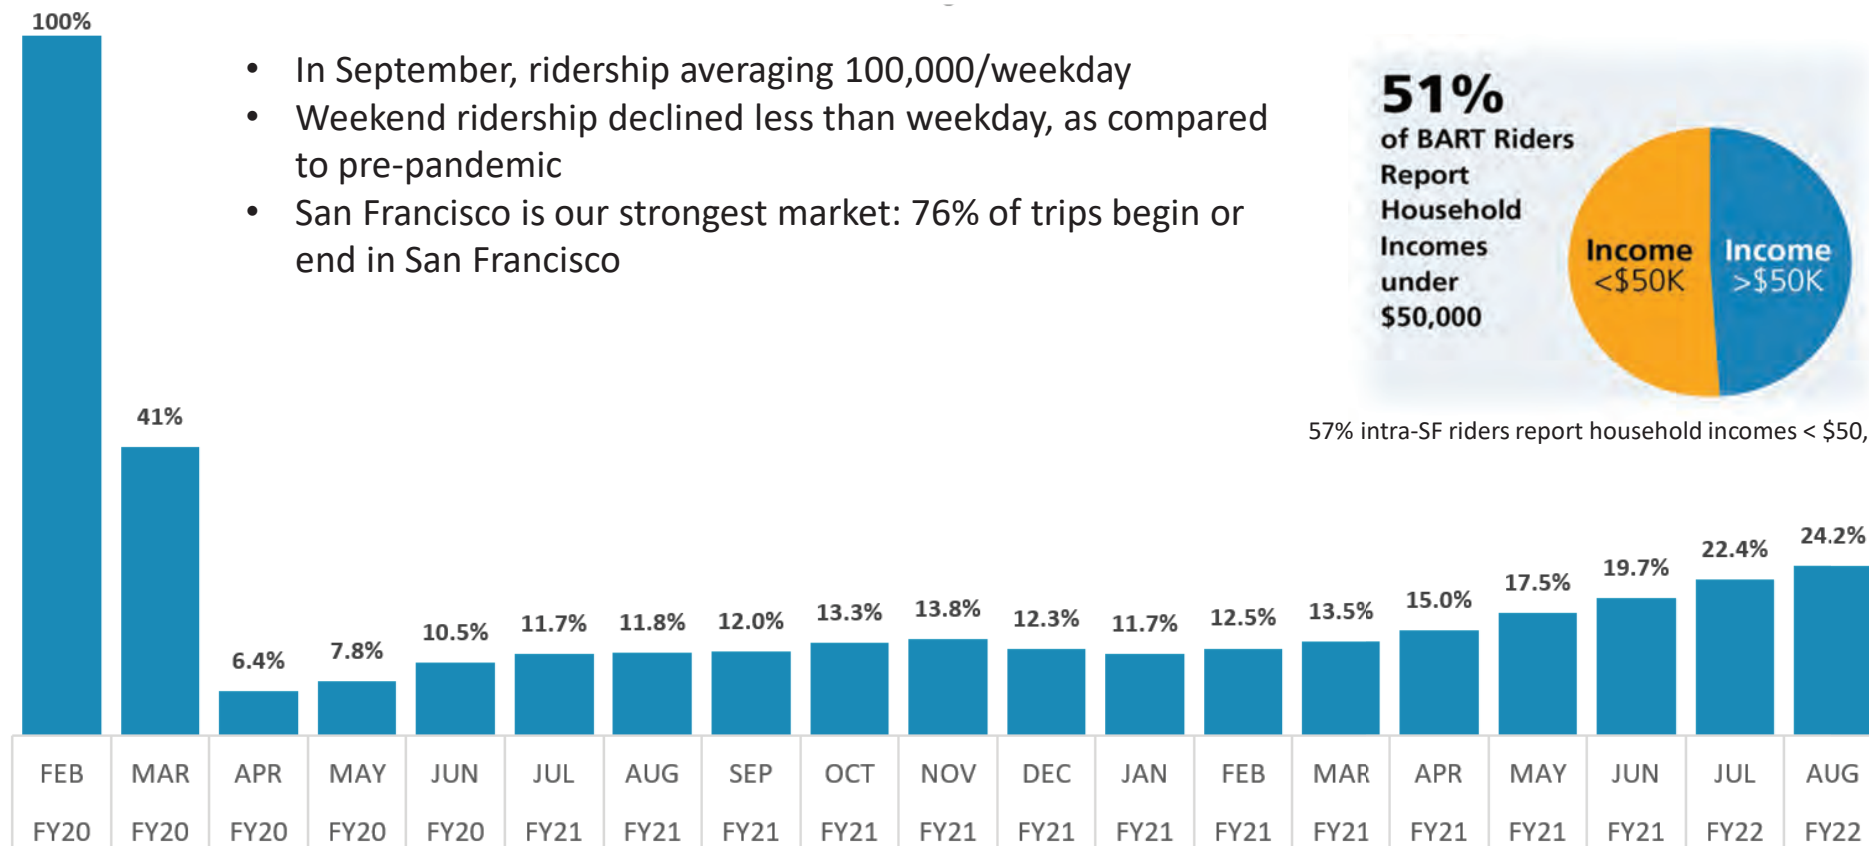 100%
• In September, ridership averaging 100,000/weekday
• Weekend ridership declined less than weekday, as compared
to pre-pandemic
• San Francisco is our strongest market: 76% of trips begin or
end in San Francisco
51%
of BART Riders
Report
Household
Incomes
under
$50,000
Income
<$50K
Income
>$50K
57% intra-SF riders report household incomes < $50,
41%
6.4%
7.8%
10.5%
11.7%
11.8%
12.0%
13.3%
13.8%
12.3%
11.7%
12.5%
13.5%
15.0%
17.5%
19.7%
22.4%
24.2%
FEB MAR APR MAY JUN JUL AUG SEP OCT NOV DEC JAN FEB MAR APR MAY JUN JUL AUG
FY20 FY20 FY20 FY20 FY20 FY21 FY21 FY21 FY21 FY21 FY21 FY21 FY21 FY21 FY21 FY21 FY21 FY22 FY22